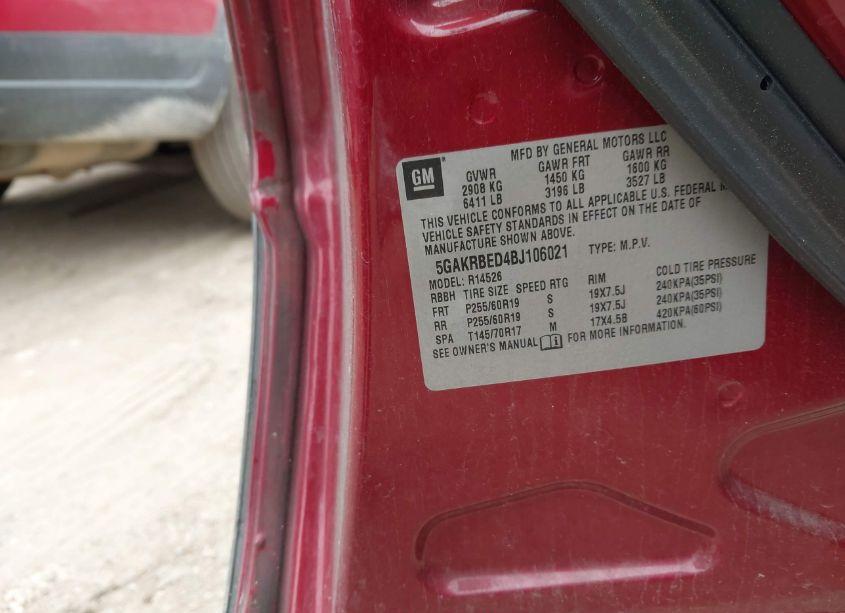 GM
MFD BY GENERAL MOTORS LLC
GVWR GAWR FRT GAWR RR
2908 KG 1450 KG 1600 KG
6411 LB 3196 LB 3527 LB
THIS VEHICLE CONFORMS TO ALL APPLICABLE U.S. FEDERAL
VEHICLE SAFETY STANDARDS IN EFFECT ON THE DATE OF
MANUFACTURE SHOWN ABOVE.
5GAKRBED4BJ106021 TYPE: M.P.V.
MODEL: R14526
RBBH TIRE SIZE SPEED RTG RIM COLD TIRE PRESSURE
FRT P255/60R19 S 19X7.5J 240KPA(35PSI)
RR P255/60R19 S 19X7.5J 240KPA(35PSI)
SPA T145/70R17 M 17X4.5B 420KPA(60PSI)
SEE OWNER'S MANUAL FOR MORE INFORMATION.